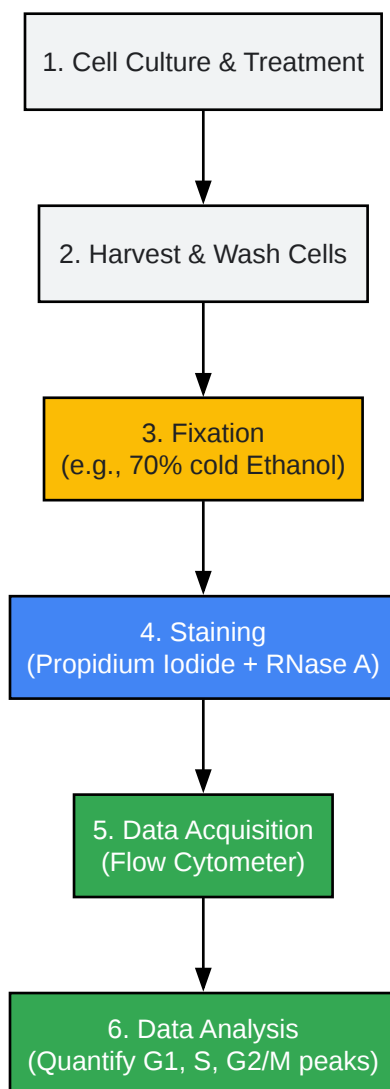 1. Cell Culture & Treatment
2. Harvest & Wash Cells
3. Fixation
(e.g., 70% cold Ethanol)
4. Staining
(Propidium Iodide + RNase A)
5. Data Acquisition
(Flow Cytometer)
6. Data Analysis
(Quantify G1, S, G2/M peaks)